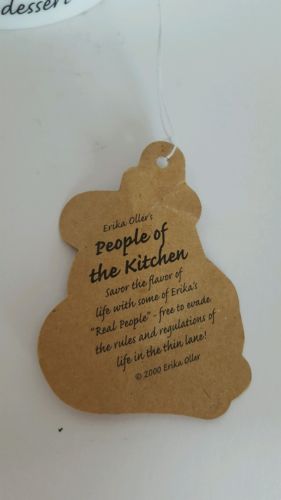 dessert
Erika Oller's
People of
the Kitchen
Savor the flavor of
life with some of Erika's
"Real People" - free to evade
the rules and regulations of
life in the thin lane!
© 2000 Erika Oller